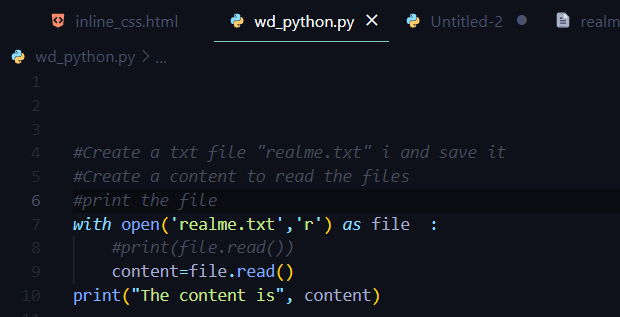 inline_css.html wd_python.py Untitled-2
wd_python.py > ...
1
2
3
4 #Create a txt file "realme.txt" i and save it
5 #Create a content to read the files
6 #print the file
7 with open('realme.txt','r') as file  :
8     #print(file.read())
9     content=file.read()
10 print("The content is", content)